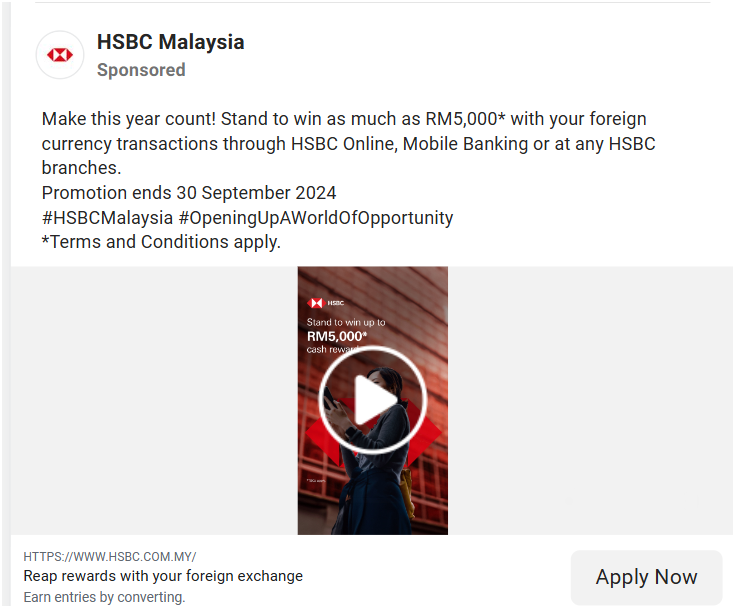 HSBC Malaysia
Sponsored
Make this year count! Stand to win as much as RM5,000* with your foreign
currency transactions through HSBC Online, Mobile Banking or at any HSBC
branches.
Promotion ends 30 September 2024
#HSBCMalaysia #OpeningUpAWorldOfOpportunity
*Terms and Conditions apply.
HSBC
Stand to win up to
RM5,000*
cash
HTTPS://WWW.HSBC.COM.MY/
Reap rewards with your foreign exchange
Earn entries by converting.
Apply Now